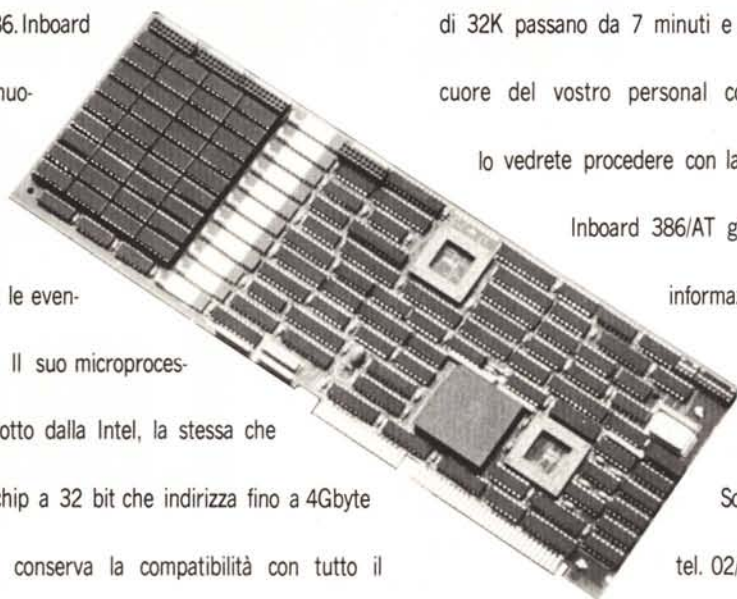 86. Inboard
nuo-
le even-
Il suo microproces-
otto dalla Intel, la stessa che
chip a 32 bit che indirizza fino a 4Gbyte
conserva la compatibilità con tutto il
di 32K passano da 7 minuti e
cuore del vostro personal co
lo vedrete procedere con la
Inboard 386/AT g
informa
So
tel. 02/